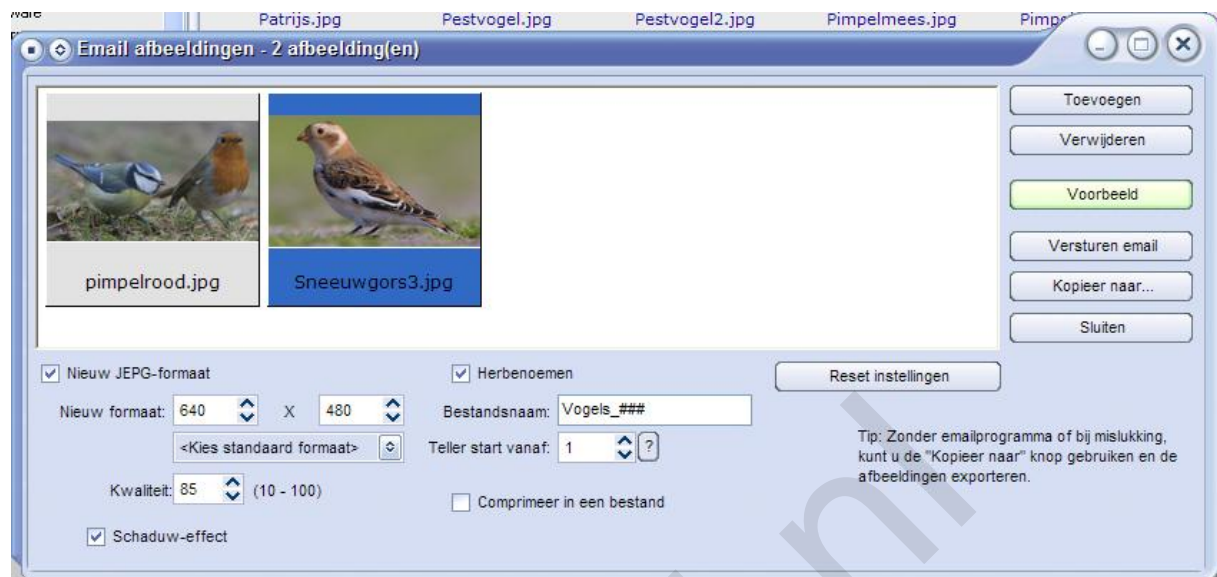 Patrijs.jpg Pestvogel.jpg Pestvogel2.jpg Pimpelmees.jpg
Email afbeeldingen - 2 afbeelding(en)
pimpelrood.jpg
Sneeuwgors3.jpg
Toevoegen
Verwijderen
Voorbeeld
Versturen email
Kopieer naar...
Sluiten
Nieuw JEPG-formaat
Nieuw formaat: 640 X 480
<Kies standaard formaat>
Kwaliteit: 85 (10 - 100)
Schaduw-effect
Herbenoemen
Bestandsnaam: Vogels_###
Teller start vanaf: 1 ?
Comprimeer in een bestand
Reset instellingen
Tip: Zonder emailprogramma of bij mislukking,
kunt u de "Kopieer naar" knop gebruiken en de
afbeeldingen exporteren.